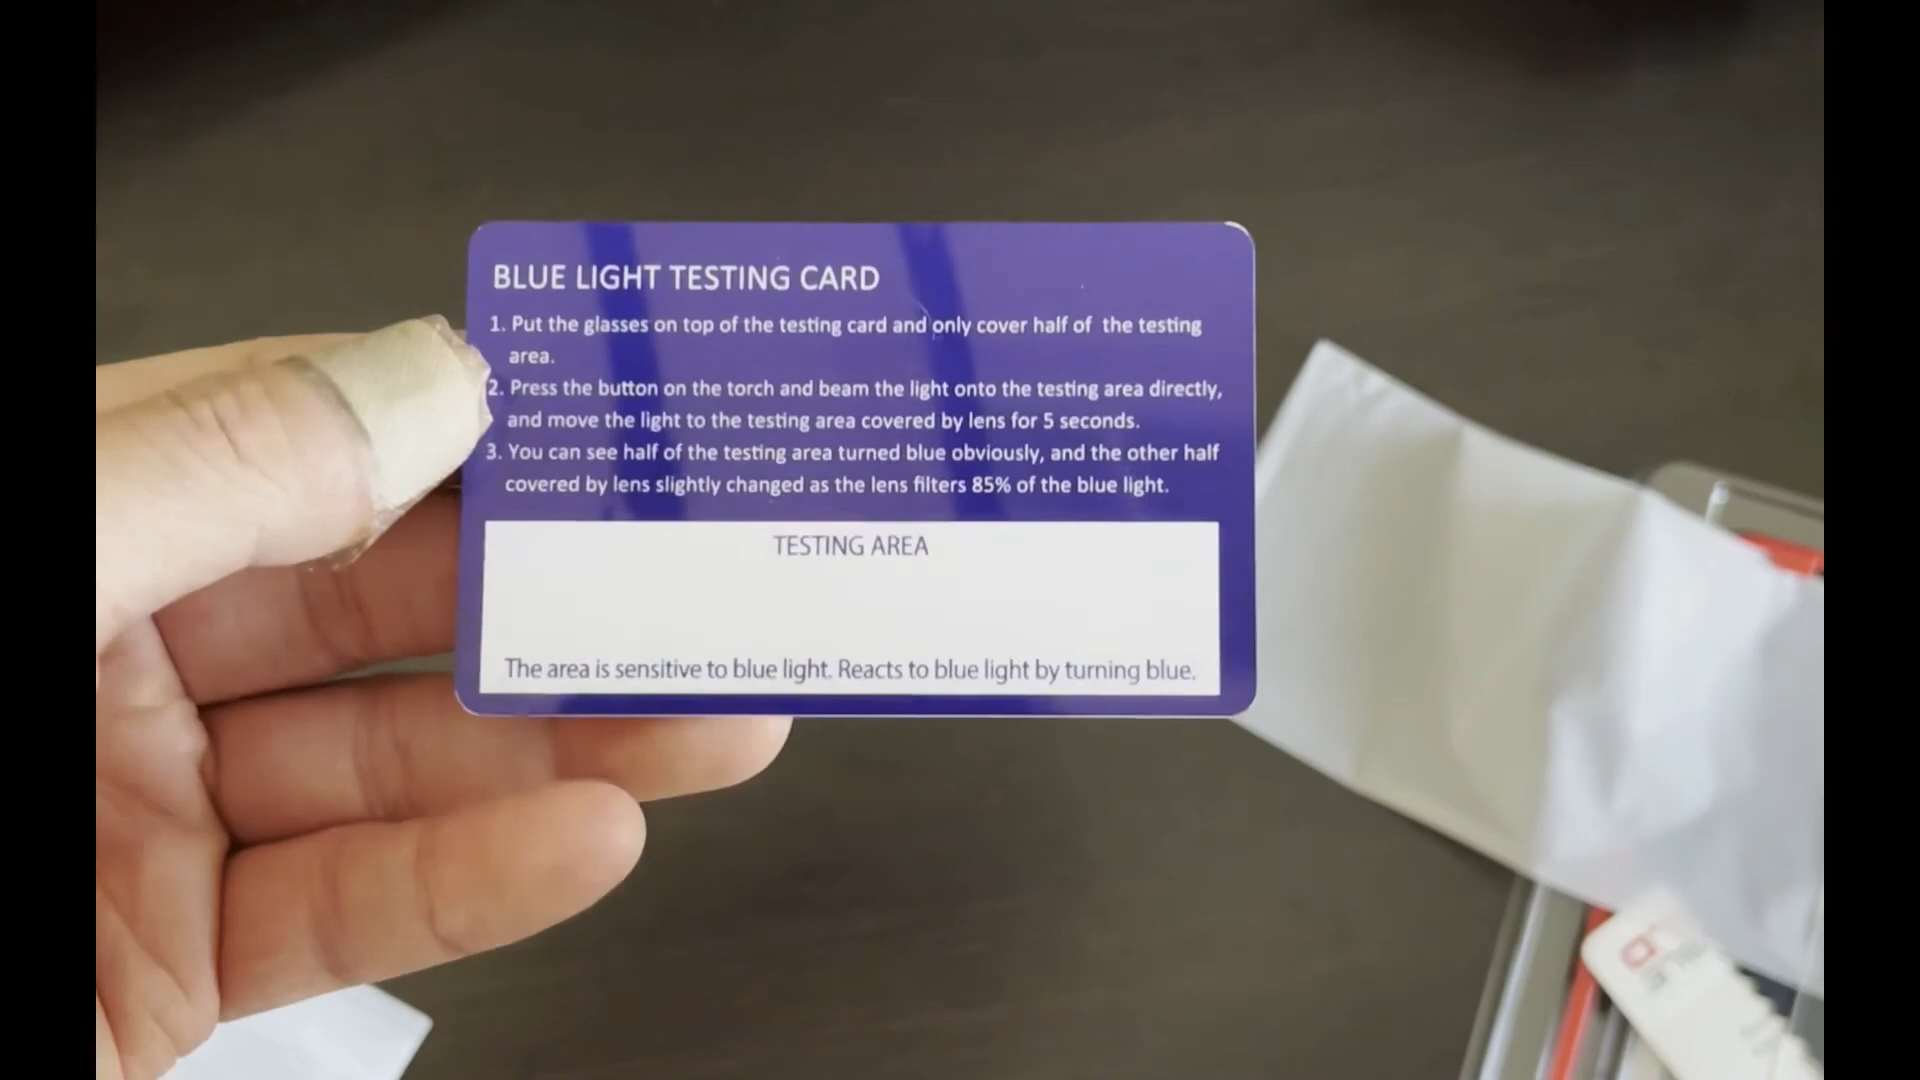 BLUE LIGHT TESTING CARD
1. Put the glasses on top of the testing card and only cover half of the testing
area.
2. Press the button on the torch and beam the light onto the testing area directly,
and move the light to the testing area covered by lens for 5 seconds.
3. You can see half of the testing area turned blue obviously, and the other half
covered by lens slightly changed as the lens filters 85% of the blue light.
TESTING AREA
The area is sensitive to blue light. Reacts to blue light by turning blue.